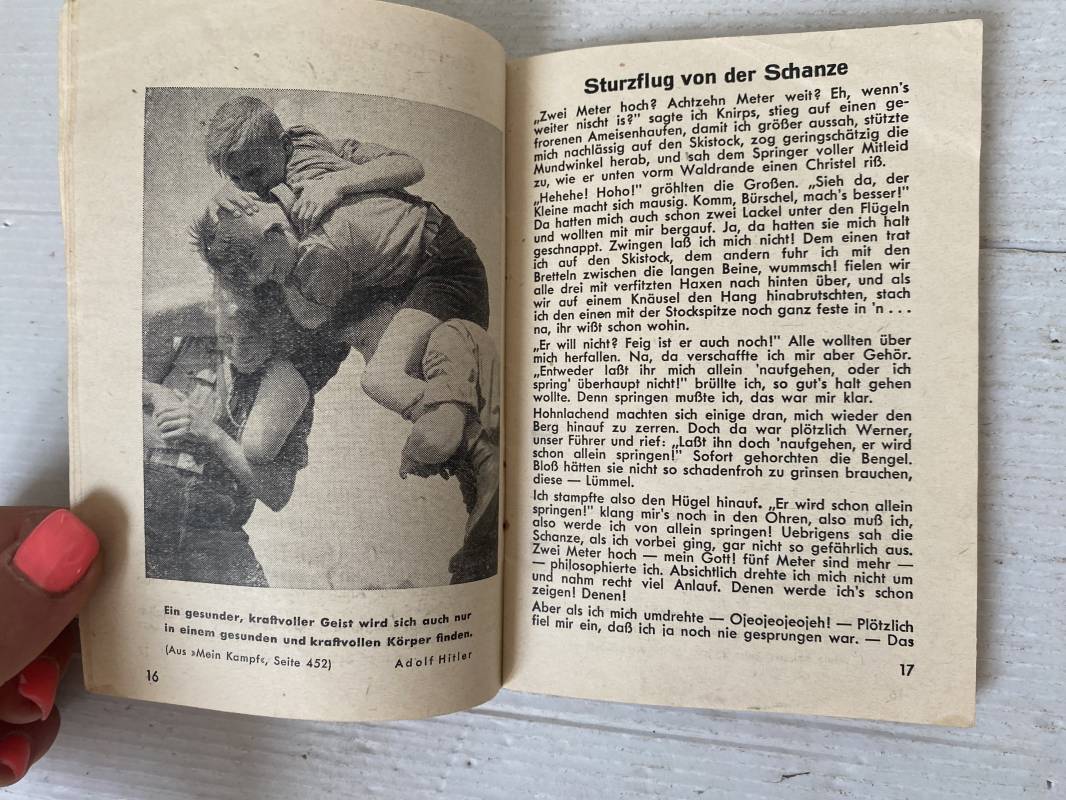 Ein gesunder, kraftvoller Geist wird sich auch nur
in einem gesunden und kraftvollen Körper finden.
(Aus »Mein Kampf«, Seite 452) Adolf Hitler
16
Sturzflug von der Schanze
„Zwei Meter hoch? Achtzehn Meter weit? Eh, wenn's
weiter nischt is?" sagte ich Knirps, stieg auf einen ge-
frorenen Ameisenhaufen, damit ich größer aussah, stützte
mich nachlässig auf den Skistock, zog geringschätzig die
Mundwinkel herab, und sah dem Springer voller Mitleid
zu, wie er unten vorm Waldrande einen Christel riß.
„Hehehe! Hoho!" gröhlten die Großen. „Sieh da, der
Kleine macht sich mausig. Komm, Bürschel, mach's besser!"
Da hatten mich auch schon zwei Lackel unter den Flügeln
und wollten mit mir bergauf. Ja, da hatten sie mich halt
geschnappt. Zwingen laß ich mich nicht! Dem einen trat
ich auf den Skistock, dem andern fuhr ich mit den
Bretteln zwischen die langen Beine, wummsch! fielen wir
alle drei mit verfitzten Haxen nach hinten über, und als
wir auf einem Knäusel den Hang hinabrutschten, stach
ich den einen mit der Stockspitze noch ganz feste in 'n . . .
na, ihr wißt schon wohin.
„Er will nicht? Feig ist er auch noch!" Alle wollten über
mich herfallen. Na, da verschaffte ich mir aber Gehör.
„Entweder laßt ihr mich allein 'naufgehen, oder ich
spring' überhaupt nicht!" brüllte ich, so gut's halt gehen
wollte. Denn springen mußte ich, das war mir klar.
Hohnlachend machten sich einige dran, mich wieder den
Berg hinauf zu zerren. Doch da war plötzlich Werner,
unser Führer und rief: „Laßt ihn doch 'naufgehen, er wird
schon allein springen!" Sofort gehorchten die Bengel.
Bloß hätten sie nicht so schadenfroh zu grinsen brauchen,
diese — Lümmel.
Ich stampfte also den Hügel hinauf. „Er wird schon allein
springen!" klang mir's noch in den Ohren, also muß ich,
also werde ich von allein springen! Uebrigens sah die
Schanze, als ich vorbei ging, gar nicht so gefährlich aus.
Zwei Meter hoch — mein Gott! fünf Meter sind mehr —
— philosophierte ich. Absichtlich drehte ich mich nicht um
und nahm recht viel Anlauf. Denen werde ich's schon
zeigen! Denen!
Aber als ich mich umdrehte — Ojeojeojeojeh! — Plötzlich
fiel mir ein, daß ich ja noch nie gesprungen war. — Das
17